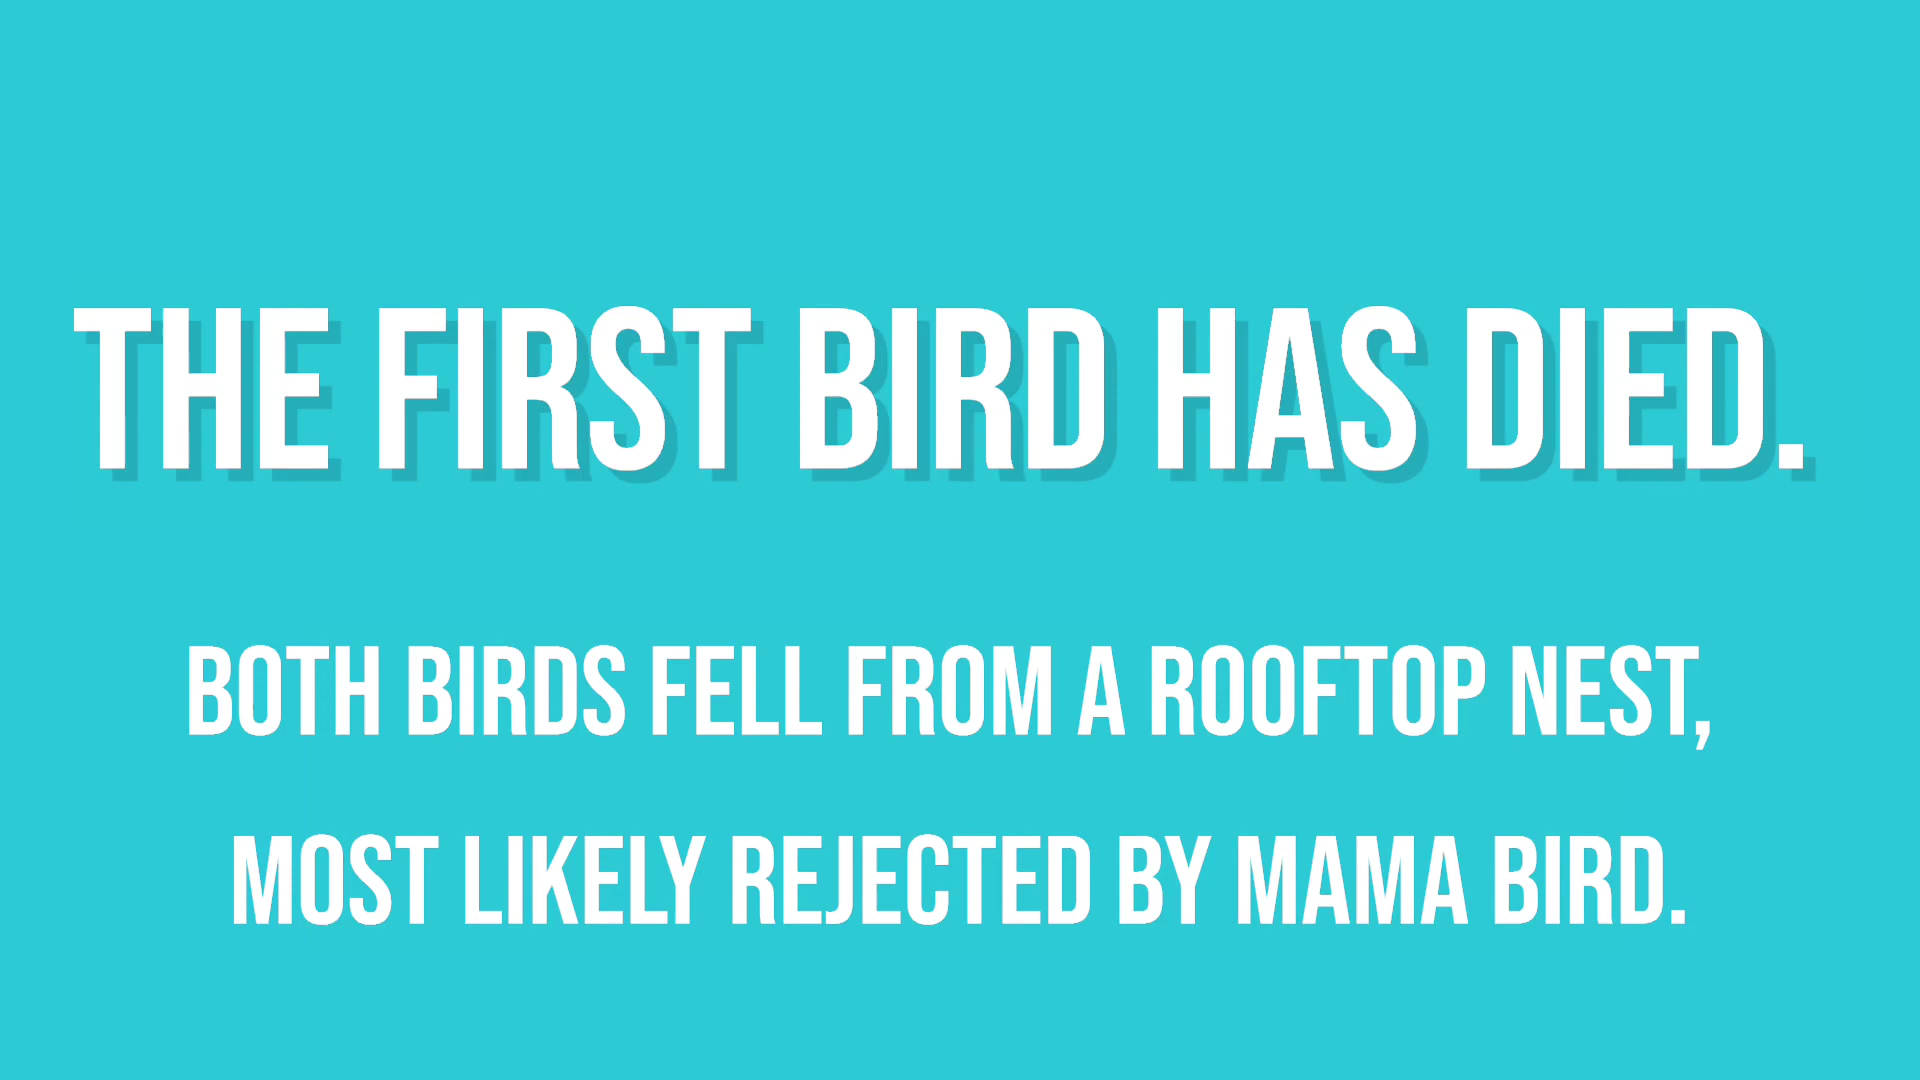 THE FIRST BIRD HAS DIED.
BOTH BIRDS FELL FROM A ROOFTOP NEST,
MOST LIKELY REJECTED BY MAMA BIRD.